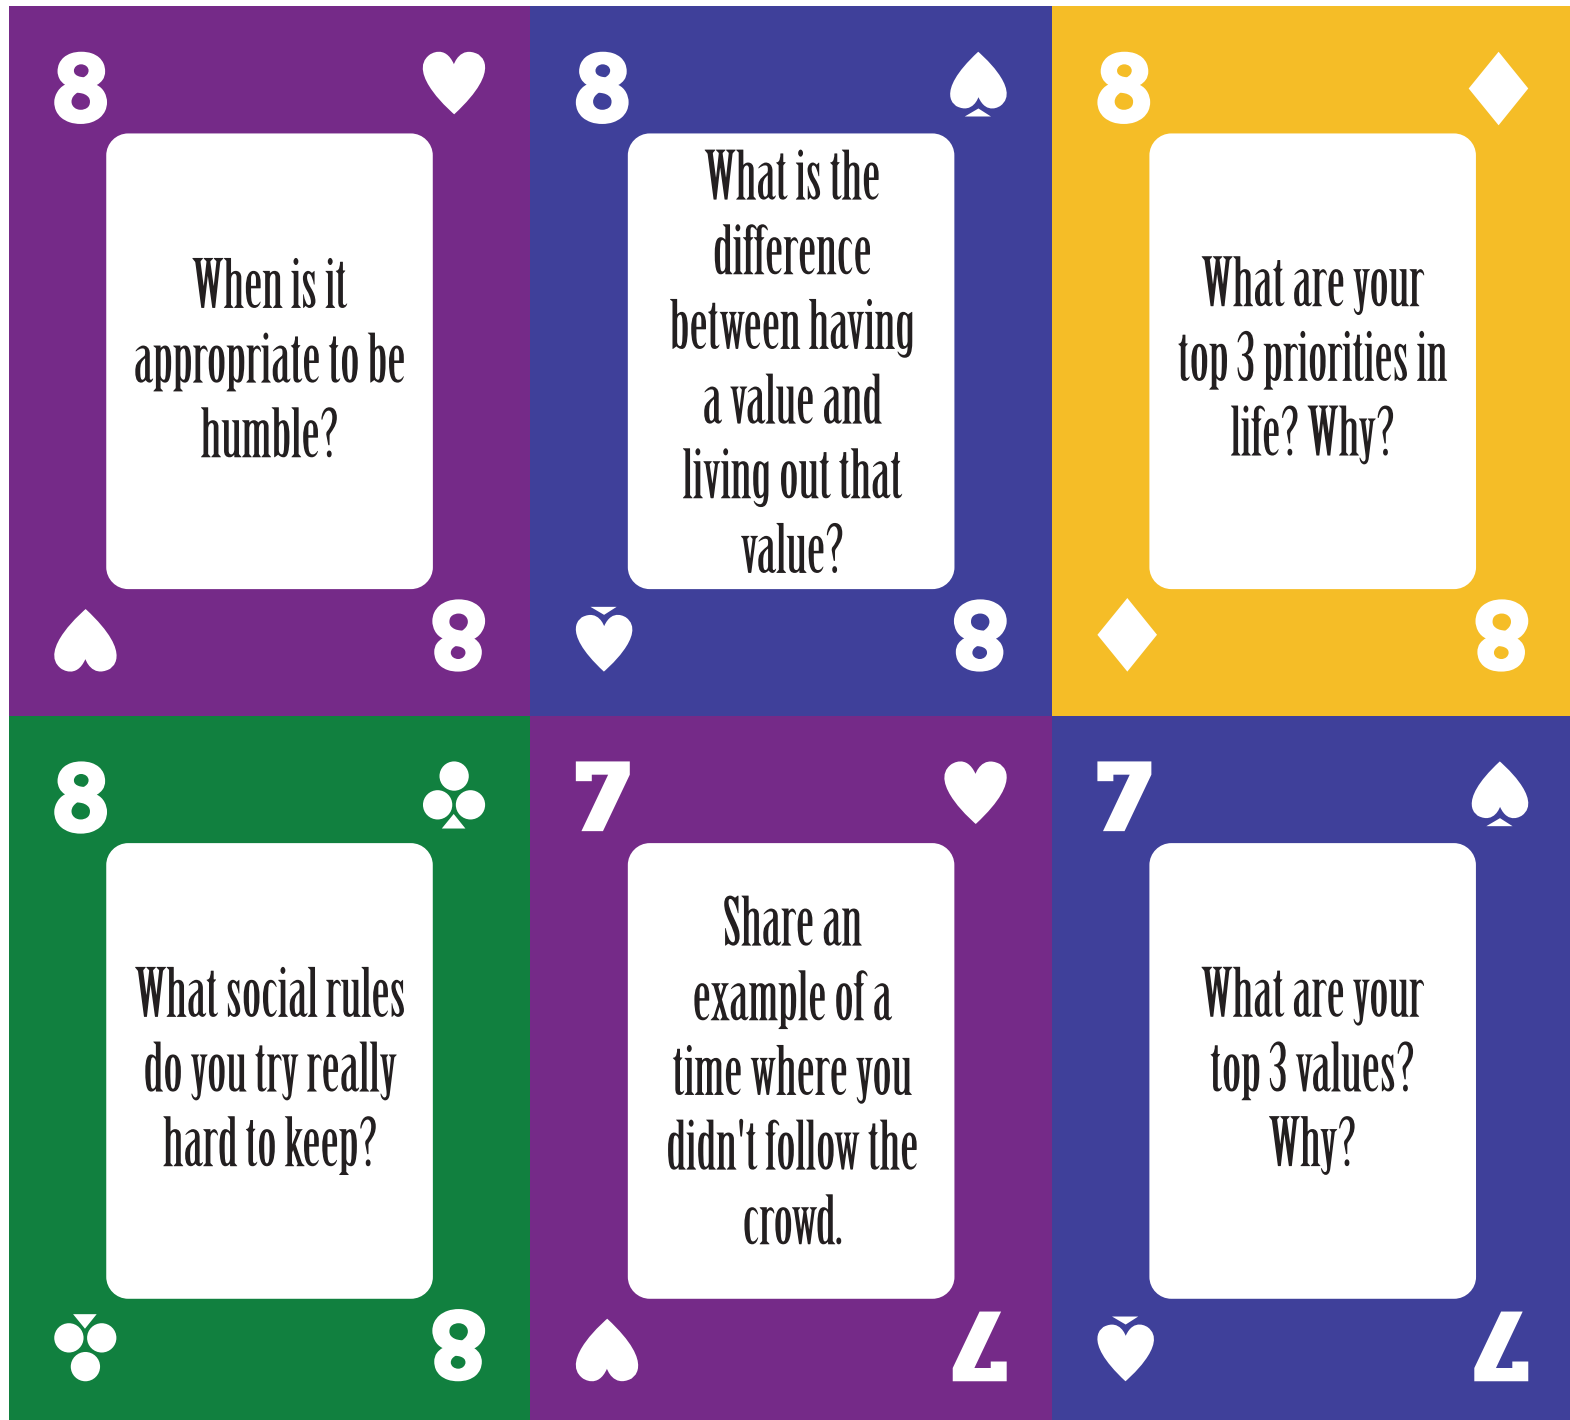 8
When is it
appropriate to be
humble?
8
8
What is the
difference
between having
a value and
living out that
value?
8
8
What are your
top 3 priorities in
life? Why?
8
8
What social rules
do you try really
hard to keep?
8
7
Share an
example of a
time where you
didn't follow the
crowd.
7
7
What are your
top 3 values?
Why?
7